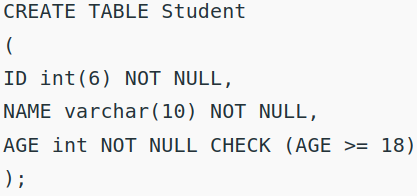 CREATE TABLE Student
(
ID int(6) NOT NULL,
NAME varchar(10) NOT NULL,
AGE int NOT NULL CHECK (AGE >= 18)
);